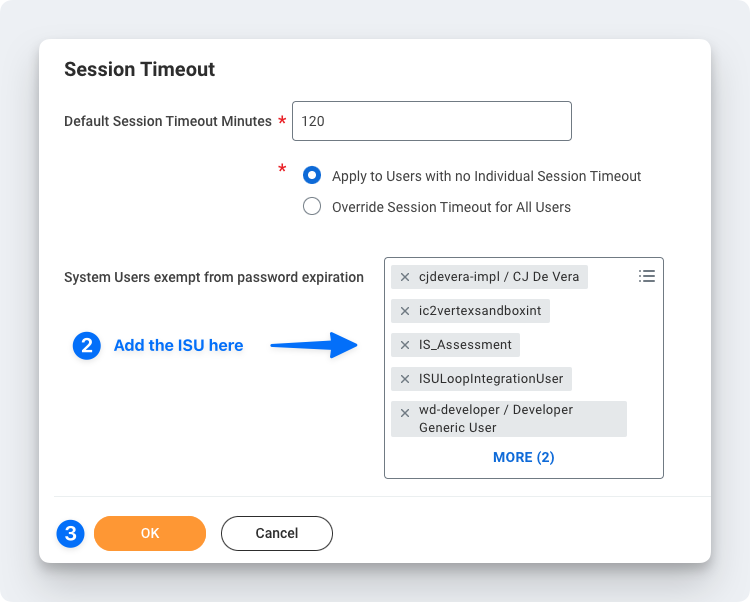 Session Timeout
Default Session Timeout Minutes *
120
* Apply to Users with no Individual Session Timeout
Override Session Timeout for All Users
System Users exempt from password expiration
× cjdevera-impl / CJ De Vera
× ic2vertexsandboxint
2 Add the ISU here
× IS_Assessment
× ISULoopIntegrationUser
× wd-developer / Developer
Generic User
MORE (2)
3 OK Cancel